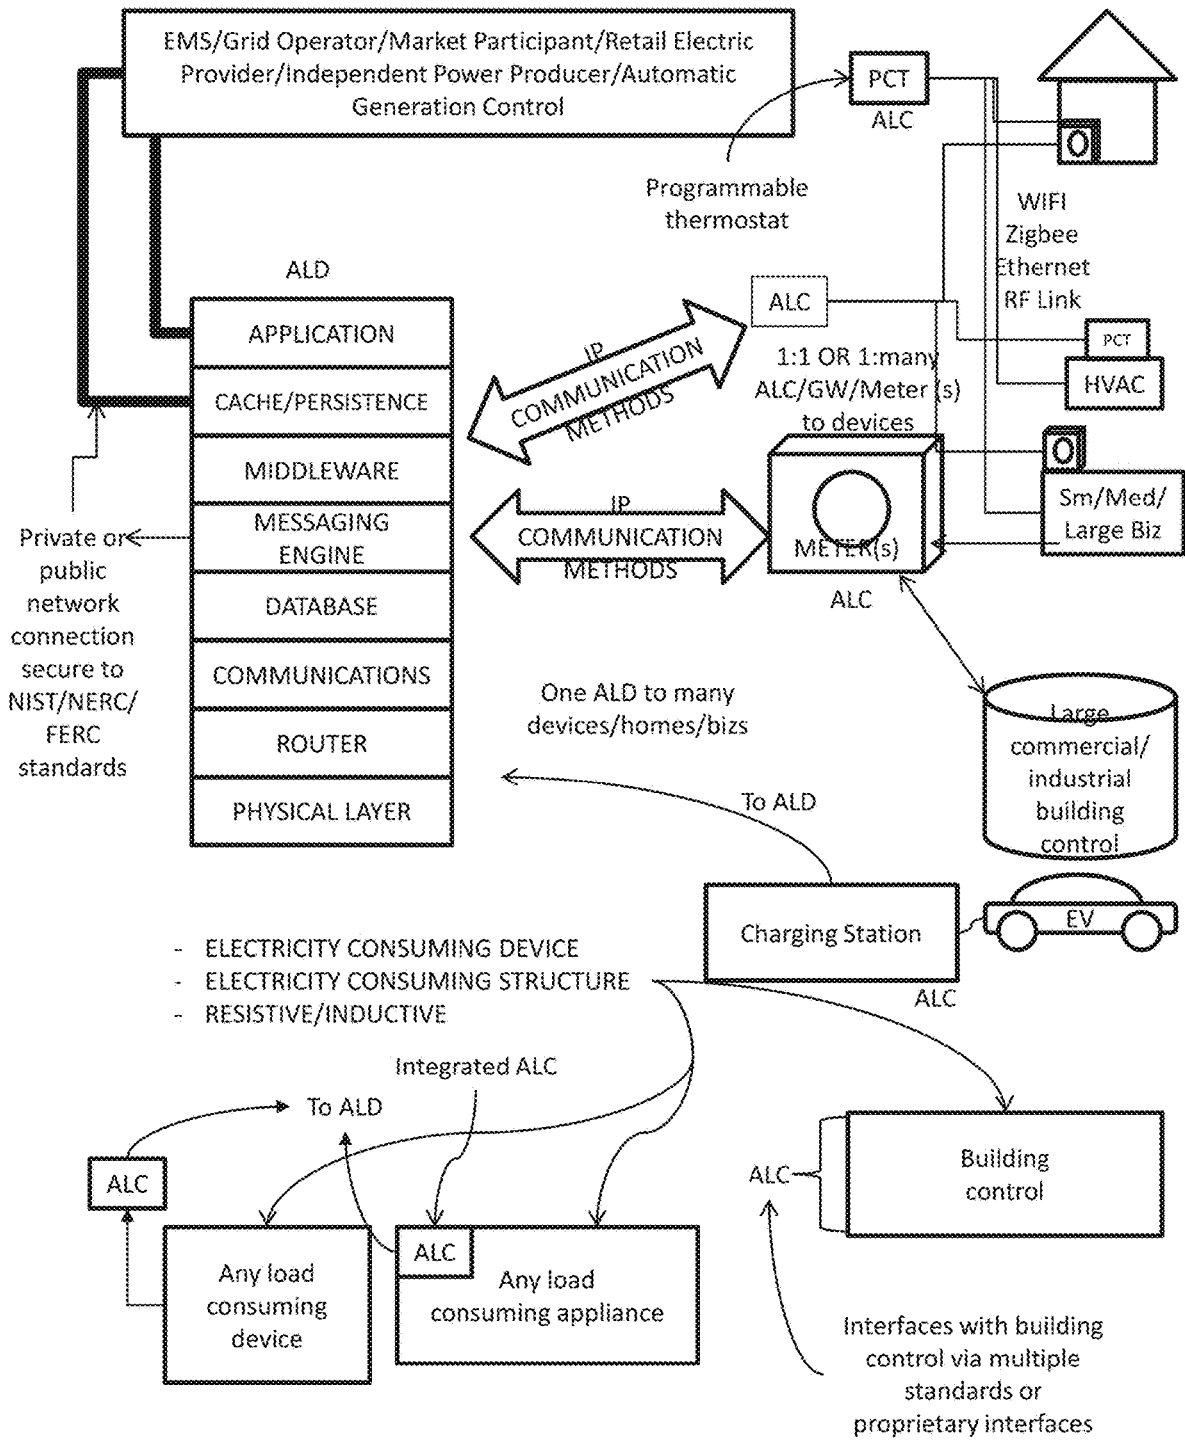 EMS/Grid Operator/Market Participant/Retail Electric
Provider/Independent Power Producer/Automatic
Generation Control
PCT
ALC
Programmable
thermostat
WIFI
Zigbee
Ethernet
RF Link
ALD
APPLICATION
CACHE/PERSISTENCE
MIDDLEWARE
MESSAGING
ENGINE
DATABASE
COMMUNICATIONS
ROUTER
PHYSICAL LAYER
IP
COMMUNICATION
METHODS
ALC
1:1 OR 1:many
ALC/GW/Meter (s)
to devices
PCT
HVAC
IP
COMMUNICATION
METHODS
METER(s)
ALC
Sm/Med/
Large Biz
Private or
public
network
connection
secure to
NIST/NERC/
FERC
standards
One ALD to many
devices/homes/bizs
Large
commercial/
industrial
building
control
To ALD
Charging Station
ALC
EV
- ELECTRICITY CONSUMING DEVICE
- ELECTRICITY CONSUMING STRUCTURE
- RESISTIVE/INDUCTIVE
Integrated ALC
To ALD
ALC
Any load
consuming
device
ALC
Any load
consuming appliance
ALC
Building
control
Interfaces with building
control via multiple
standards or
proprietary interfaces